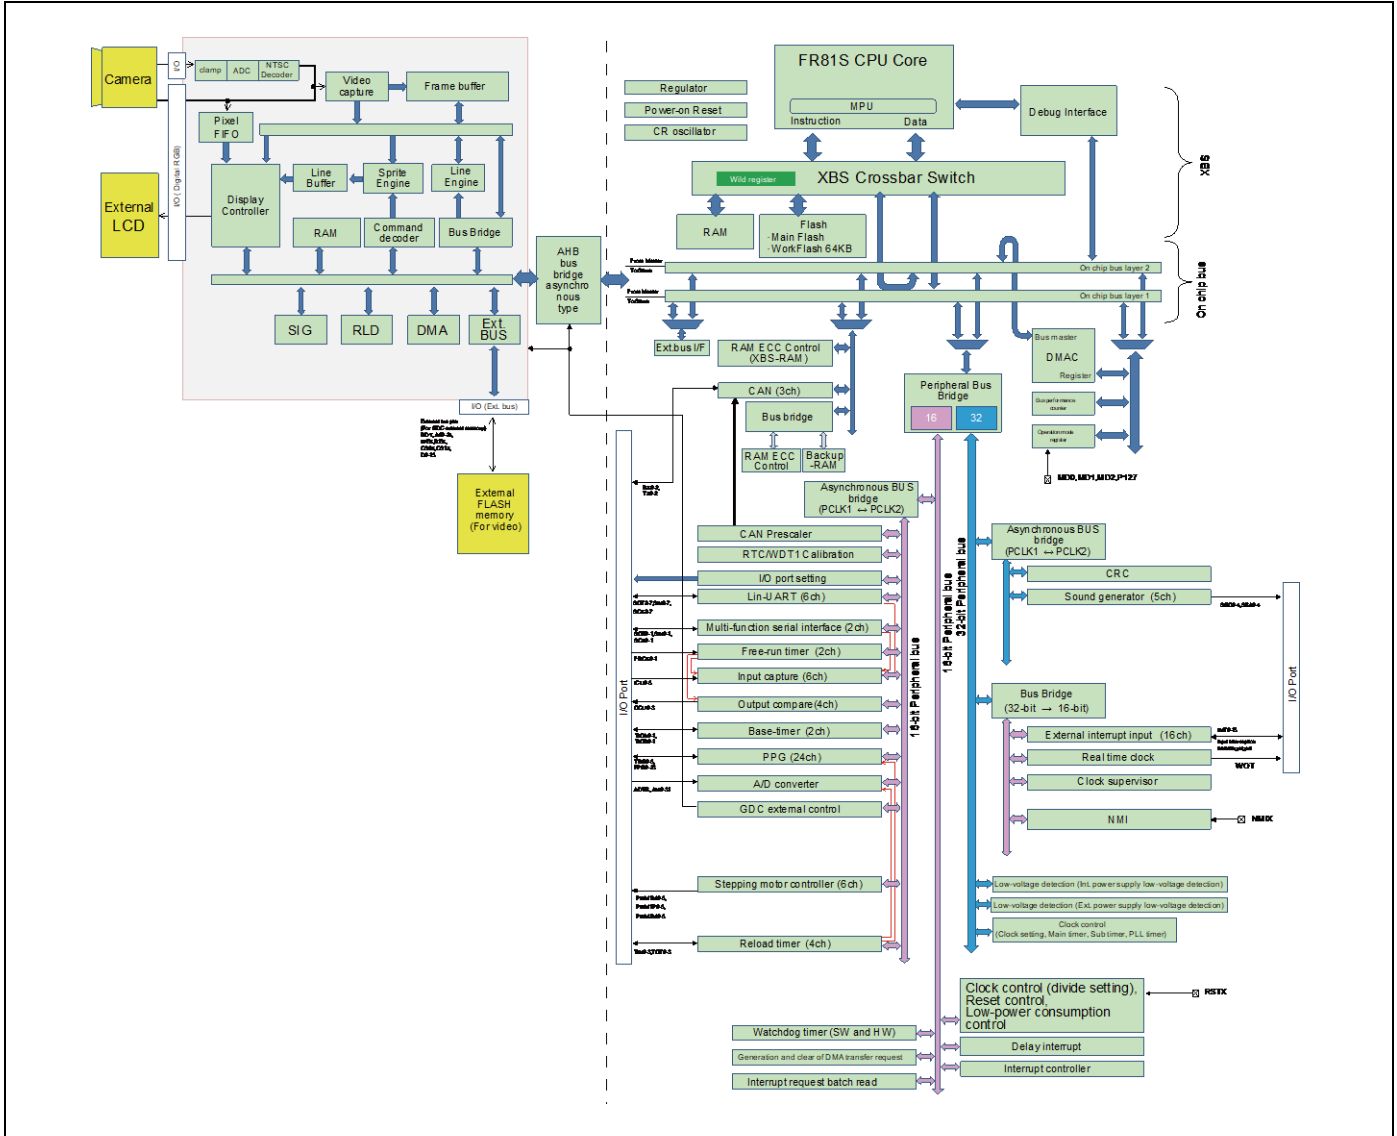 Camera
I/O
clamp
ADC
NTSC
Decoder
Video
capture
Frame buffer
I/O ( Digital RGB)
Pixel
FIFO
Display
Controller
Line
Buffer
Sprite
Engine
Line
Engine
External
LCD
RAM
Command
decoder
Bus Bridge
SIG
RLD
DMA
Ext.
BUS
I/O (Ext. bus)
External
FLASH
memory
(For video)
AHB
bus
bridge
asynchro
nous
type
Regulator
Power-on Reset
CR oscillator
FR81S CPU Core
MPU
Instruction
Data
Debug Interface
XBS
Wild register
XBS Crossbar Switch
RAM
Flash
·Main Flash
·WorkFlash 64KB
On chip bus layer 2
On chip bus layer 1
On chip bus
Ext.bus I/F
RAM ECC Control
(XBS-RAM)
CAN (3ch)
Bus bridge
RAM ECC
Control
Backup
-RAM
Peripheral Bus
Bridge
16
32
Bus master
DMAC
Register
Bus performance
counter
Operation mode
register
MD0,MD1,MD2,P127
Asynchronous BUS
bridge
(PCLK1 ↔ PCLK2)
CAN Prescaler
RTC/WDT1 Calibration
I/O port setting
Lin-UART (6ch)
Multi-function serial interface (2ch)
Free-run timer (2ch)
Input capture (6ch)
Output compare(4ch)
Base-timer (2ch)
PPG (24ch)
A/D converter
GDC external control
Stepping motor controller (6ch)
Reload timer (4ch)
I/O Port
16-bit Peripheral bus
16-bit Peripheral bus
32-bit Peripheral bus
Asynchronous BUS
bridge
(PCLK1 ↔ PCLK2)
CRC
Sound generator (5ch)
Bus Bridge
(32-bit → 16-bit)
External interrupt input (16ch)
Real time clock
WOT
Clock supervisor
NMI
NMIX
I/O Port
Low-voltage detection (Int. power supply low-voltage detection)
Low-voltage detection (Ext. power supply low-voltage detection)
Clock control
(Clock setting, Main timer, Sub timer, PLL timer)
Clock control (divide setting),
Reset control,
Low-power consumption
control
RSTX
Watchdog timer (SW and HW)
Delay interrupt
Generation and clear of DMA transfer request
Interrupt controller
Interrupt request batch read